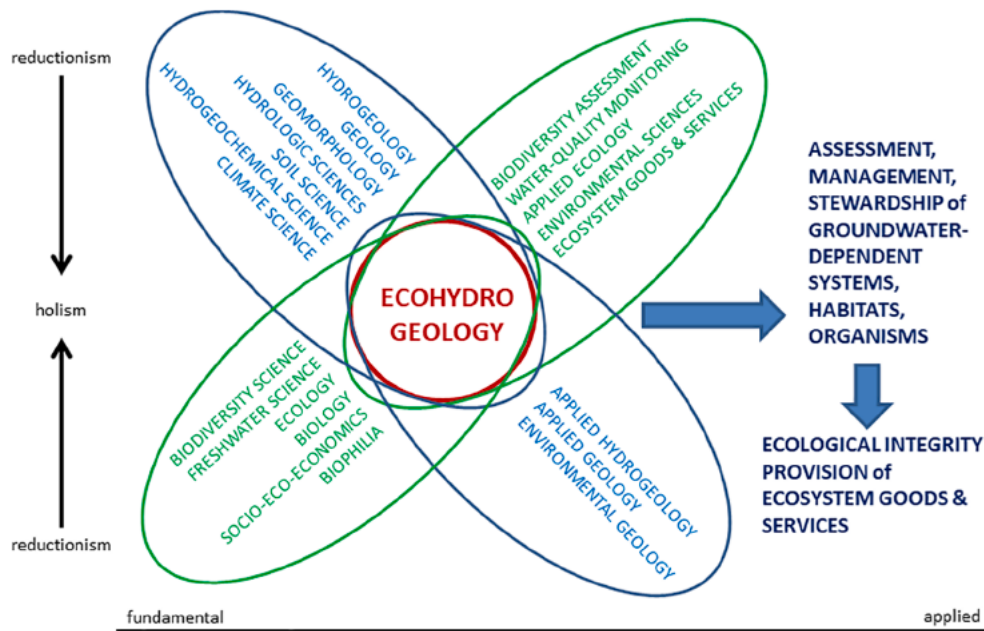 reductionism
holism
reductionism
HYDROGEOLOGY
GEOLOGY
GEOMORPHOLOGY
HYDROLOGIC SCIENCES
SOIL SCIENCE
HYDROGEOCHEMICAL SCIENCE
CLIMATE SCIENCE
BIODIVERSITY ASSESSMENT
WATER-QUALITY MONITORING
APPLIED ECOLOGY
ENVIRONMENTAL SCIENCES
ECOSYSTEM GOODS & SERVICES
ECOHYDRO
GEOLOGY
BIODIVERSITY SCIENCE
FRESHWATER SCIENCE
ECOLOGY
BIOLOGY
SOCIO-ECO-ECONOMICS
BIOPHILIA
APPLIED HYDROGEOLOGY
APPLIED GEOLOGY
ENVIRONMENTAL GEOLOGY
ASSESSMENT,
MANAGEMENT,
STEWARDSHIP of
GROUNDWATER-
DEPENDENT
SYSTEMS,
HABITATS,
ORGANISMS
ECOLOGICAL INTEGRITY
PROVISION of
ECOSYSTEM GOODS &
SERVICES
fundamental
applied